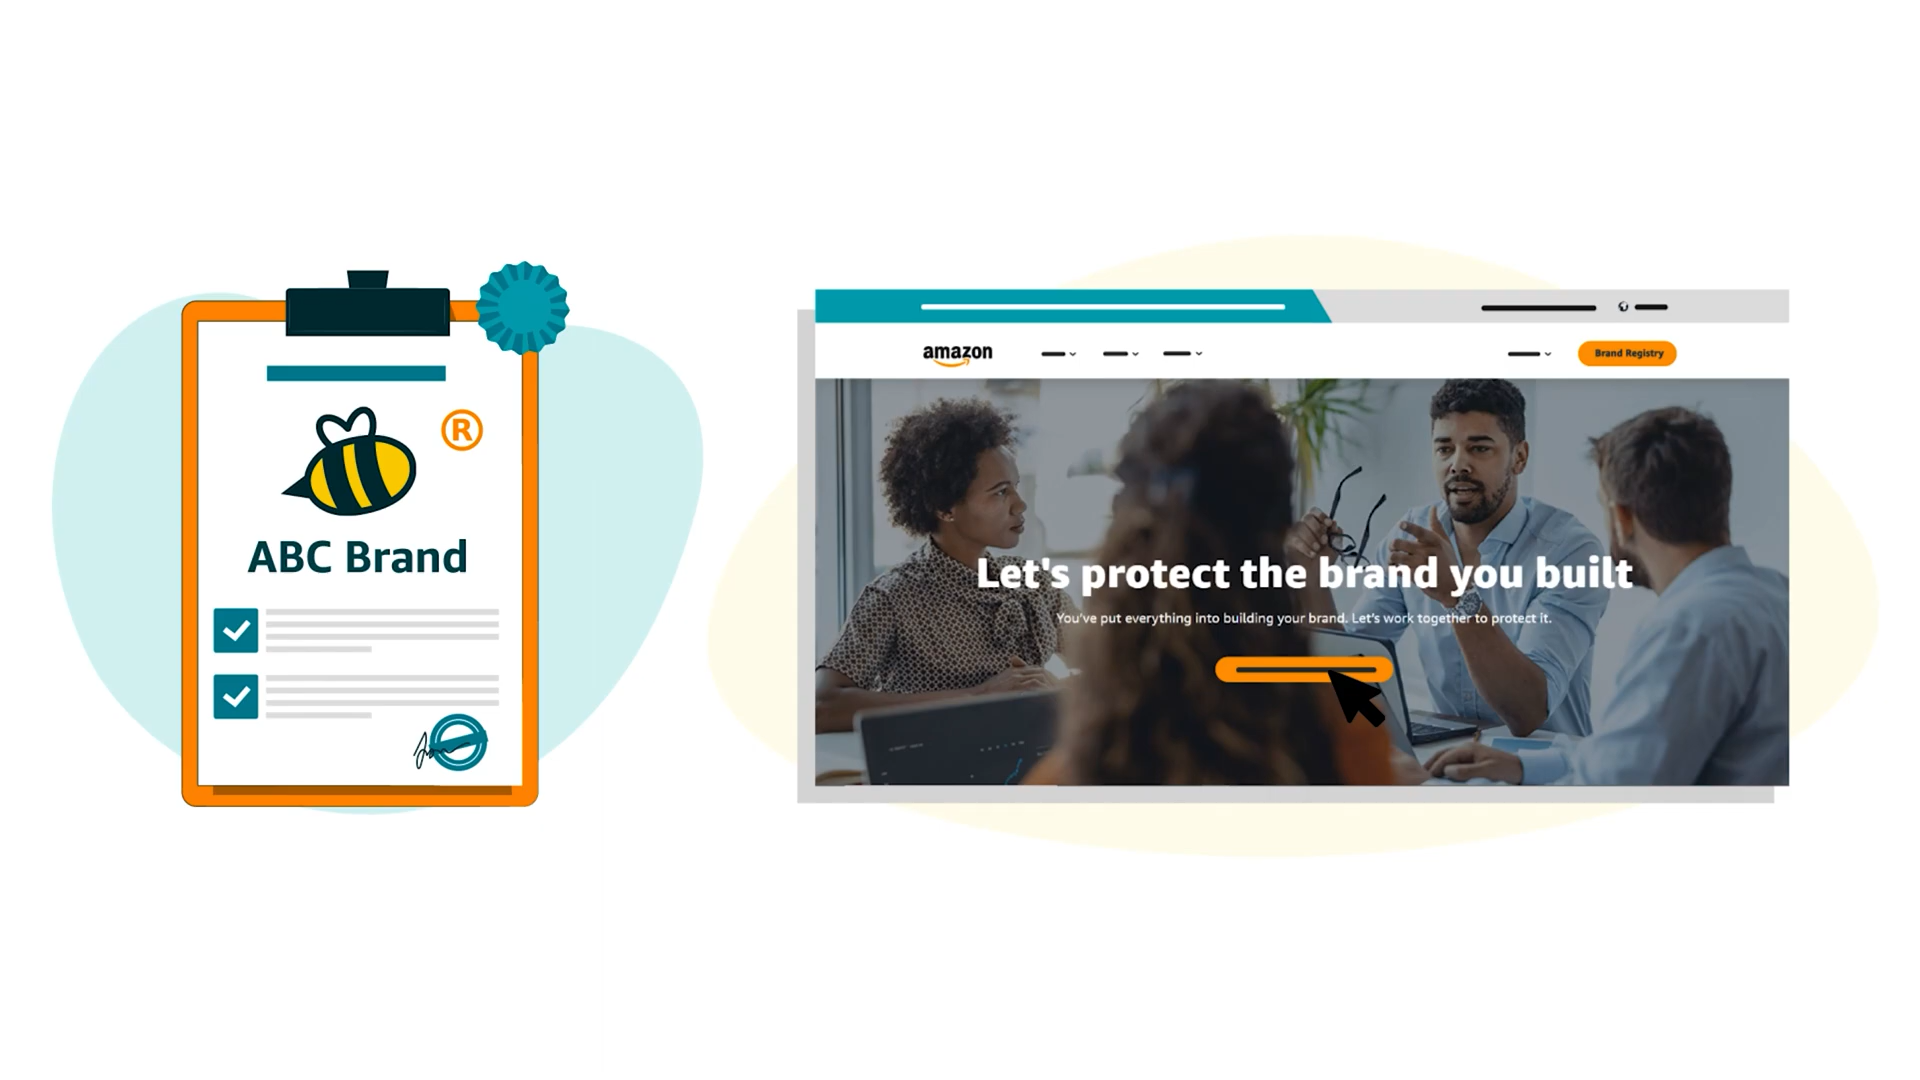 ®
ABC Brand
amazon
Brand Registry
Let's protect the brand you built
You've put everything into building your brand. Let's work together to protect it.